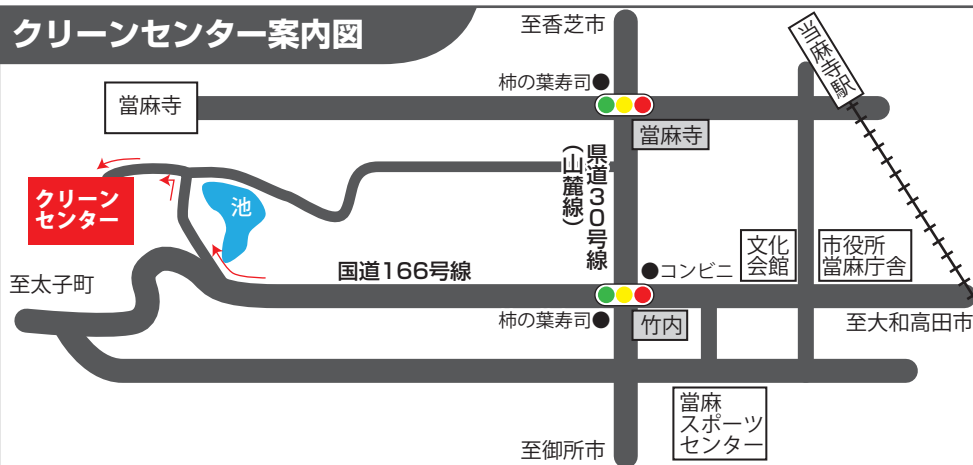 クリーンセンター案内図
至香芝市
当麻寺駅
柿の葉寿司
當麻寺
當麻寺
県道30号線
(山麓線)
クリーン
センター
池
文化
会館
市役所
當麻庁舎
コンビニ
国道166号線
至太子町
柿の葉寿司
竹内
至大和高田市
當麻
スポーツ
センター
至御所市